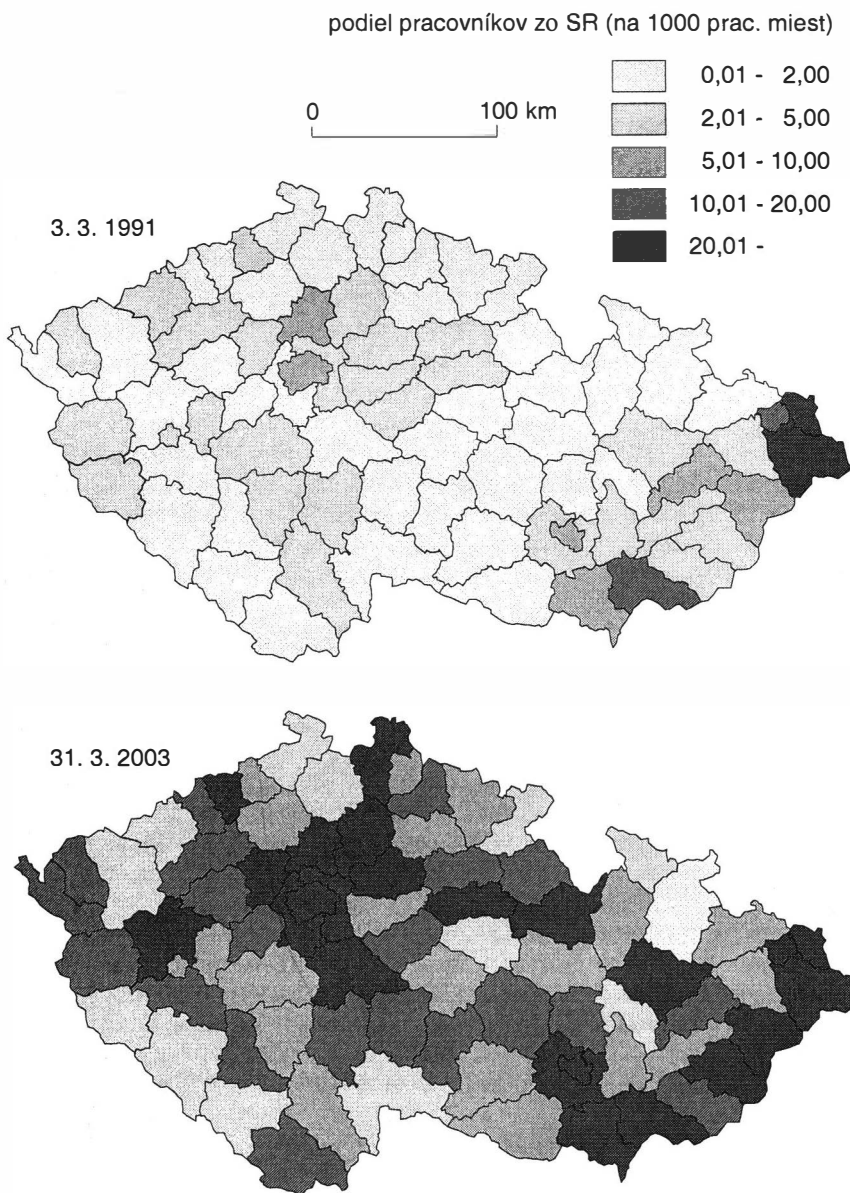 podiel pracovníkov zo SR (na 1000 prac. miest)
0,01 - 2,00
2,01 - 5,00
5,01 - 10,00
10,01 - 20,00
20,01 -
0 100 km
3. 3. 1991
31. 3. 2003